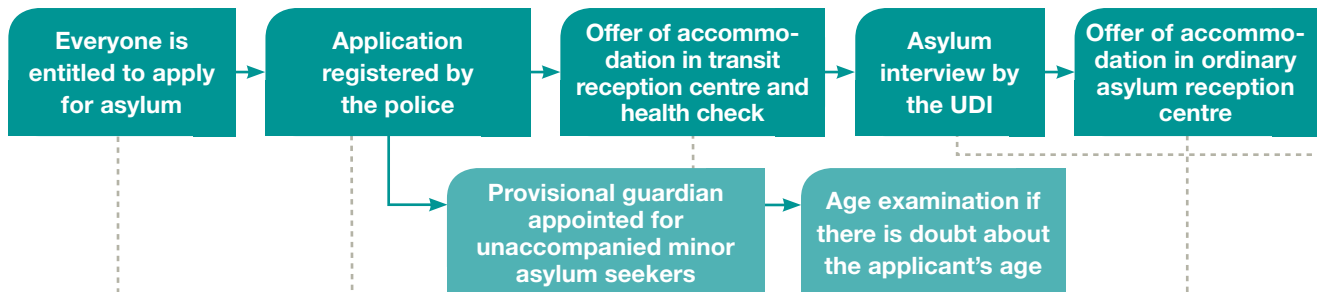 Everyone is
entitled to apply
for asylum
Application
registered by
the police
Offer of accommo-
dation in transit
reception centre and
health check
Asylum
interview by
the UDI
Offer of accommo-
dation in ordinary
asylum reception
centre
Provisional guardian
appointed for
unaccompanied minor
asylum seekers
Age examination if
there is doubt about
the applicant's age